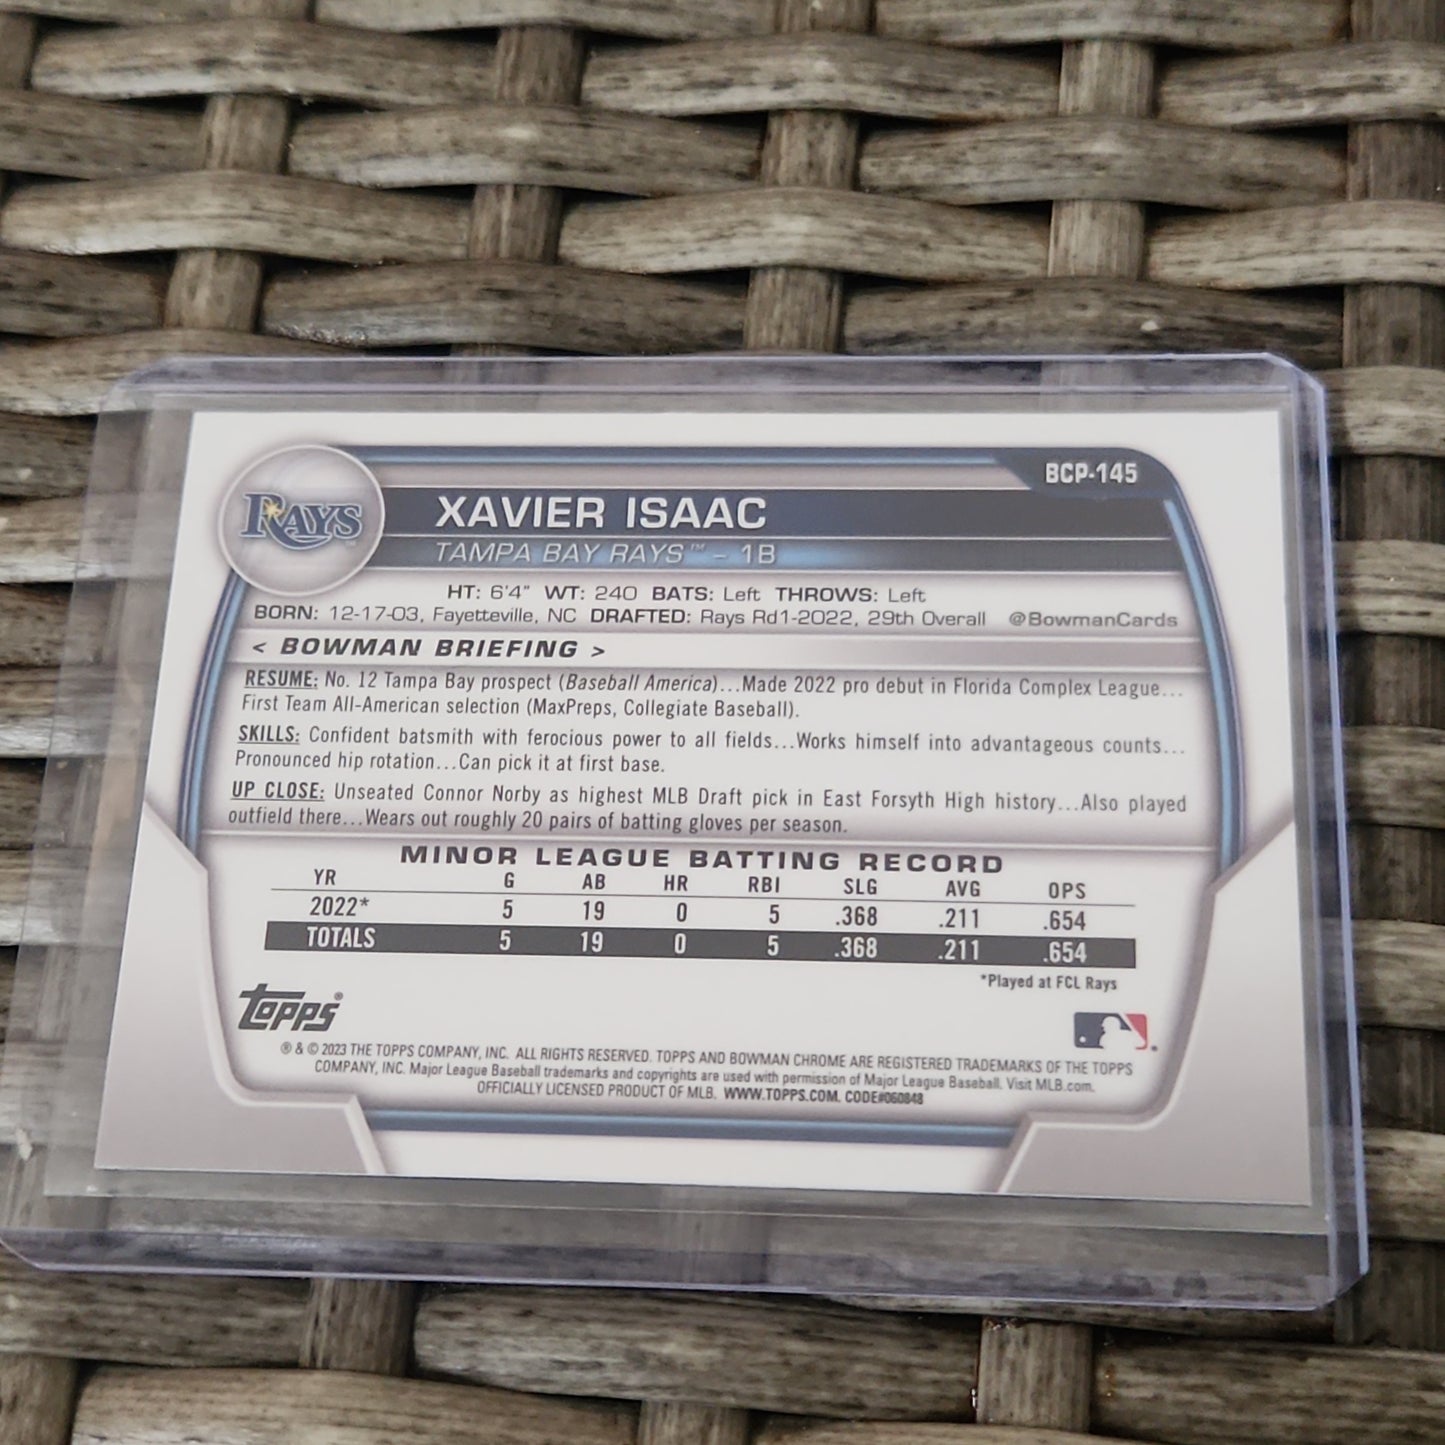 BCP-145
RAYS
XAVIER ISAAC
TAMPA BAY RAYS™ – 1B
HT: 6'4" WT: 240 BATS: Left THROWS: Left
BORN: 12-17-03, Fayetteville, NC DRAFTED: Rays Rd1-2022, 29th Overall @BowmanCards
< BOWMAN BRIEFING >
RESUME: No. 12 Tampa Bay prospect (Baseball America)...Made 2022 pro debut in Florida Complex League...
First Team All-American selection (MaxPreps, Collegiate Baseball).
SKILLS: Confident batsmith with ferocious power to all fields...Works himself into advantageous counts...
Pronounced hip rotation...Can pick it at first base.
UP CLOSE: Unseated Connor Norby as highest MLB Draft pick in East Forsyth High history...Also played
outfield there...Wears out roughly 20 pairs of batting gloves per season.
MINOR LEAGUE BATTING RECORD
YR G AB HR RBI SLG AVG OPS
2022* 5 19 0 5 .368 .211 .654
TOTALS 5 19 0 5 .368 .211 .654
*Played at FCL Rays
Topps®
® & © 2023 THE TOPPS COMPANY, INC. ALL RIGHTS RESERVED. TOPPS AND BOWMAN CHROME ARE REGISTERED TRADEMARKS OF THE TOPPS
COMPANY, INC. Major League Baseball trademarks and copyrights are used with permission of Major League Baseball. Visit MLB.com.
OFFICIALLY LICENSED PRODUCT OF MLB. WWW.TOPPS.COM. CODE#060848